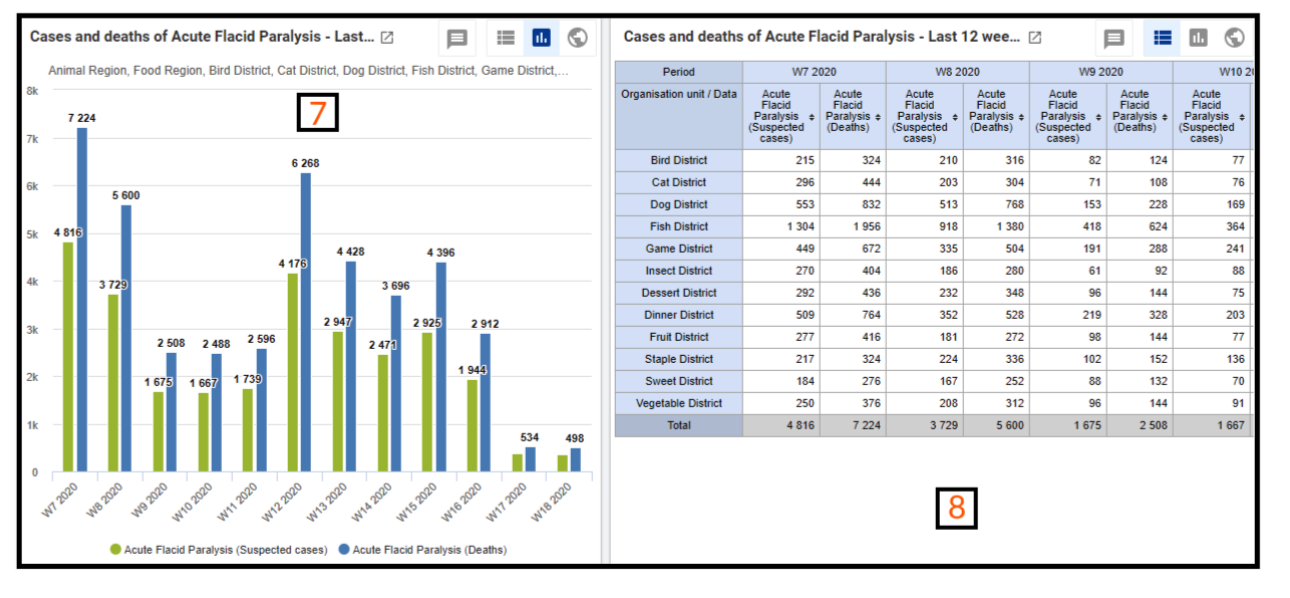 Cases and deaths of Acute Flacid Paralysis - Last...
Animal Region, Food Region, Bird District, Cat District, Dog District, Fish District, Game District,...
7
8k
7k
6k
5k
4k
3k
2k
1k
0
4 816
7 224
3 729
5 600
1 675
2 508
1 667
2 488
1 739
2 596
4 176
6 268
2 947
4 428
2 471
3 696
2 925
4 396
1 944
2 912
534
498
W7 2020
W8 2020
W9 2020
W10 2020
W11 2020
W12 2020
W13 2020
W14 2020
W15 2020
W16 2020
W17 2020
W18 2020
Acute Flacid Paralysis (Suspected cases) Acute Flacid Paralysis (Deaths)
Cases and deaths of Acute Flacid Paralysis - Last 12 wee...
Period W7 2020 W8 2020 W9 2020 W10 2
Organisation unit / Data
Acute Flacid Paralysis (Suspected cases)
Acute Flacid Paralysis (Deaths)
Acute Flacid Paralysis (Suspected cases)
Acute Flacid Paralysis (Deaths)
Acute Flacid Paralysis (Suspected cases)
Acute Flacid Paralysis (Deaths)
Acute Flacid Paralysis (Suspected cases)
Bird District 215 324 210 316 82 124 77
Cat District 296 444 203 304 71 108 76
Dog District 553 832 513 768 153 228 169
Fish District 1 304 1 956 918 1 380 418 624 364
Game District 449 672 335 504 191 288 241
Insect District 270 404 186 280 61 92 88
Dessert District 292 436 232 348 96 144 75
Dinner District 509 764 352 528 219 328 203
Fruit District 277 416 181 272 98 144 77
Staple District 217 324 224 336 102 152 136
Sweet District 184 276 167 252 88 132 70
Vegetable District 250 376 208 312 96 144 91
Total 4 816 7 224 3 729 5 600 1 675 2 508 1 667
8